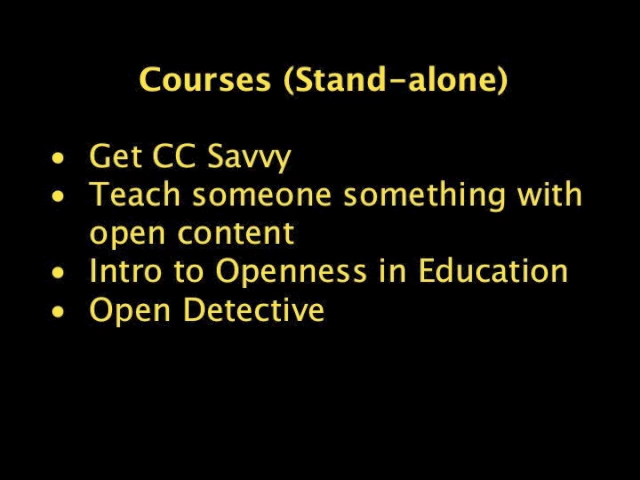 Courses (Stand-alone)
• Get CC Savvy
• Teach someone something with
open content
• Intro to Openness in Education
• Open Detective